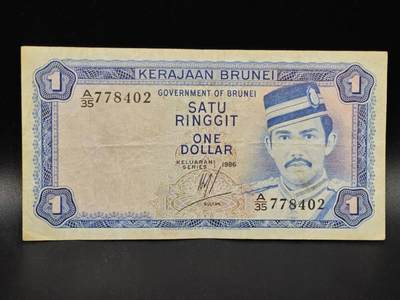 1 KERAJAAN BRUNEI 1
A/35 778402
GOVERNMENT OF BRUNEI
SATU
RINGGIT
ONE
DOLLAR
KELUARAN
SERIES 1986
SULTAN
A/35 778402
1 1